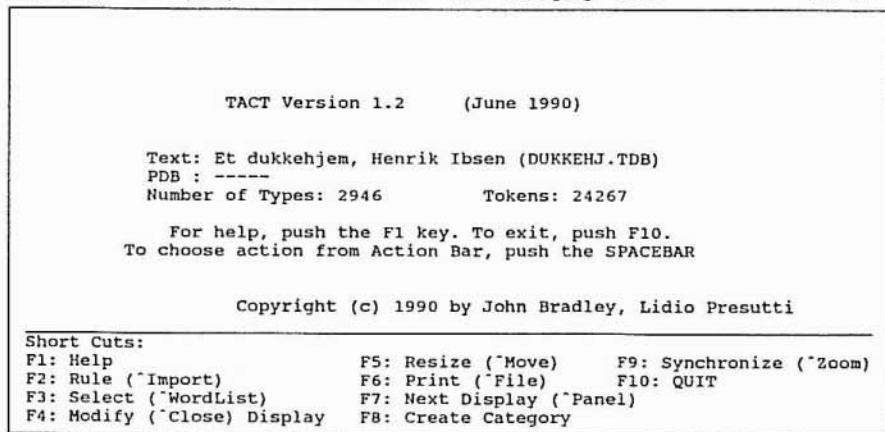 TACT Version 1.2 (June 1990)
Text: Et dukkehjem, Henrik Ibsen (DUKKEHJ.TDB)
PDB : -----
Number of Types: 2946 Tokens: 24267
For help, push the F1 key. To exit, push F10.
To choose action from Action Bar, push the SPACEBAR
Copyright (c) 1990 by John Bradley, Lidio Presutti
Short Cuts:
F1: Help F5: Resize (^Move) F9: Synchronize (^Zoom)
F2: Rule (^Import) F6: Print (^File) F10: QUIT
F3: Select (^WordList) F7: Next Display (^Panel)
F4: Modify (^Close) Display F8: Create Category